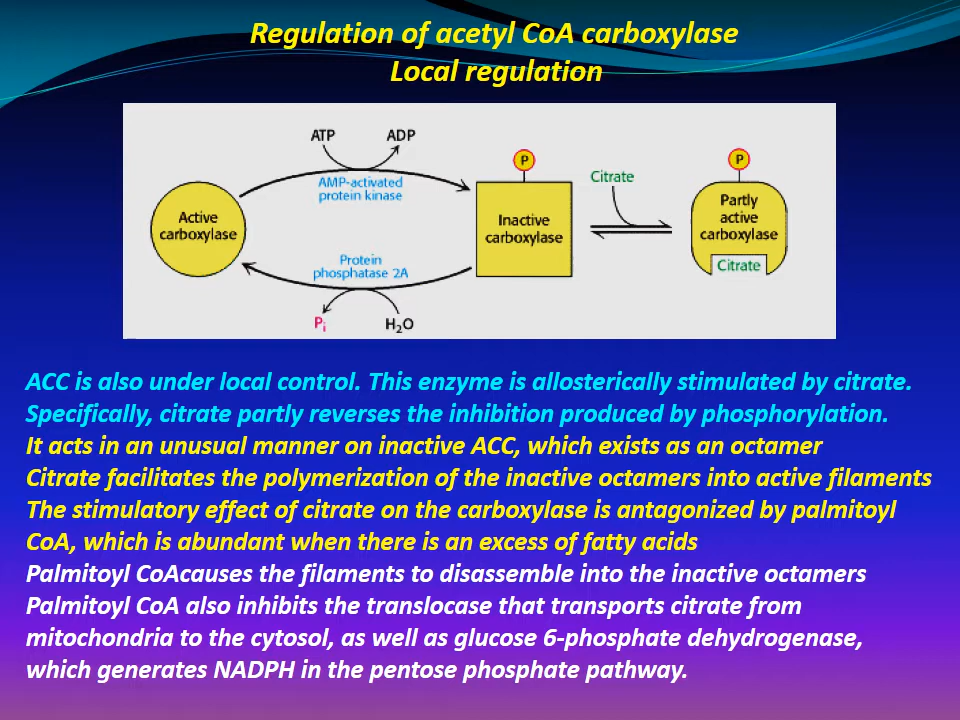 Regulation of acetyl CoA carboxylase
Local regulation
ATP
ADP
AMP-activated
protein kinase
Active
carboxylase
Protein
phosphatase 2A
Pi
H2O
P
Inactive
carboxylase
Citrate
P
Partly
active
carboxylase
Citrate
ACC is also under local control. This enzyme is allosterically stimulated by citrate.
Specifically, citrate partly reverses the inhibition produced by phosphorylation.
It acts in an unusual manner on inactive ACC, which exists as an octamer
Citrate facilitates the polymerization of the inactive octamers into active filaments
The stimulatory effect of citrate on the carboxylase is antagonized by palmitoyl
CoA, which is abundant when there is an excess of fatty acids
Palmitoyl CoAcauses the filaments to disassemble into the inactive octamers
Palmitoyl CoA also inhibits the translocase that transports citrate from
mitochondria to the cytosol, as well as glucose 6-phosphate dehydrogenase,
which generates NADPH in the pentose phosphate pathway.